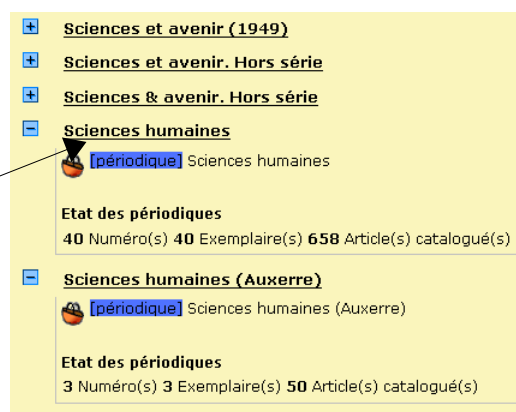 Sciences et avenir (1949)
Sciences et avenir. Hors série
Sciences & avenir. Hors série
Sciences humaines
[périodique] Sciences humaines
Etat des périodiques
40 Numéro(s) 40 Exemplaire(s) 658 Article(s) catalogué(s)
Sciences humaines (Auxerre)
[périodique] Sciences humaines (Auxerre)
Etat des périodiques
3 Numéro(s) 3 Exemplaire(s) 50 Article(s) catalogué(s)